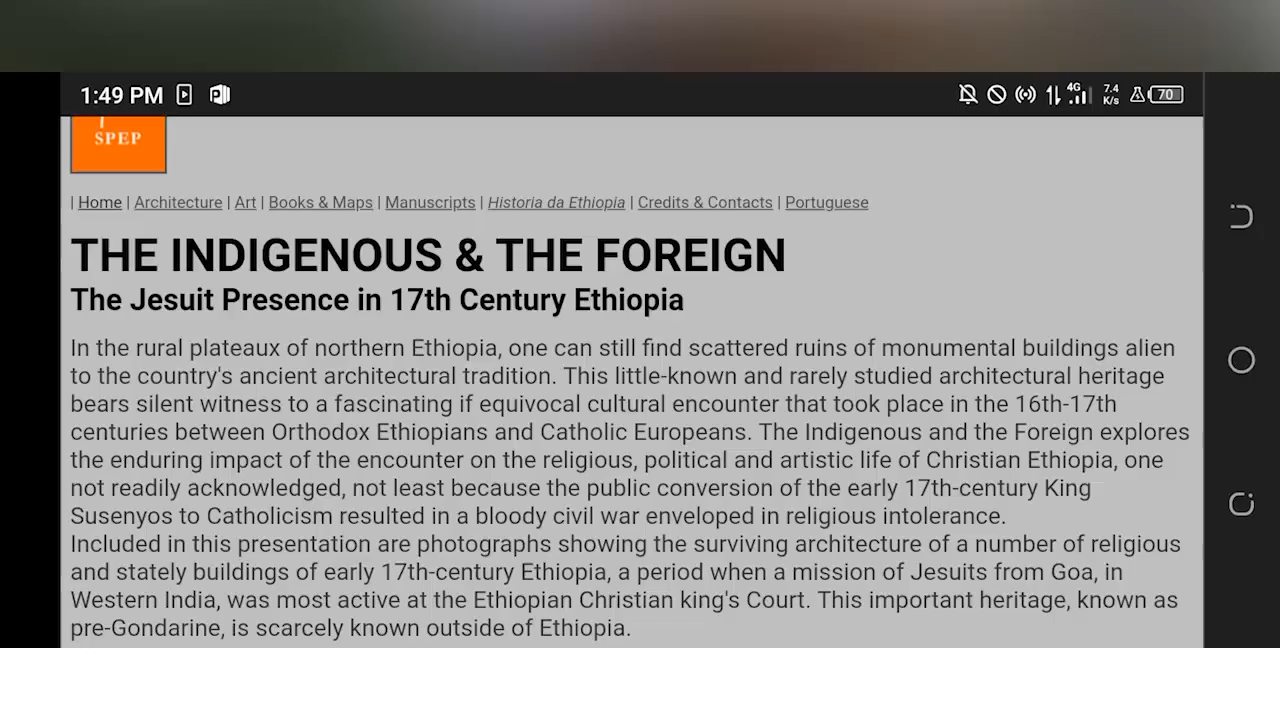 1:49 PM
4G 7.4 K/s 70
SPEP
| Home | Architecture | Art | Books & Maps | Manuscripts | Historia da Ethiopia | Credits & Contacts | Portuguese
THE INDIGENOUS & THE FOREIGN
The Jesuit Presence in 17th Century Ethiopia
In the rural plateaux of northern Ethiopia, one can still find scattered ruins of monumental buildings alien
to the country's ancient architectural tradition. This little-known and rarely studied architectural heritage
bears silent witness to a fascinating if equivocal cultural encounter that took place in the 16th-17th
centuries between Orthodox Ethiopians and Catholic Europeans. The Indigenous and the Foreign explores
the enduring impact of the encounter on the religious, political and artistic life of Christian Ethiopia, one
not readily acknowledged, not least because the public conversion of the early 17th-century King
Susenyos to Catholicism resulted in a bloody civil war enveloped in religious intolerance.
Included in this presentation are photographs showing the surviving architecture of a number of religious
and stately buildings of early 17th-century Ethiopia, a period when a mission of Jesuits from Goa, in
Western India, was most active at the Ethiopian Christian king's Court. This important heritage, known as
pre-Gondarine, is scarcely known outside of Ethiopia.